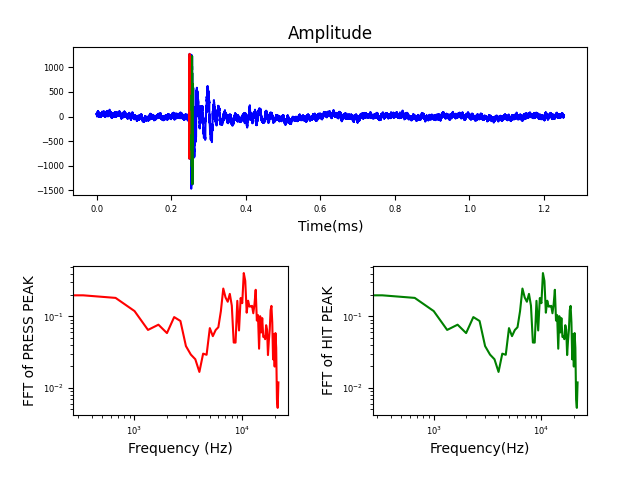 Amplitude
1000
500
0
−500
−1000
−1500
0.0 0.2 0.4 0.6 0.8 1.0 1.2
Time(ms)
FFT of PRESS PEAK
10⁻¹
10⁻²
10³ 10⁴
Frequency (Hz)
FFT of HIT PEAK
10⁻¹
10⁻²
10³ 10⁴
Frequency(Hz)